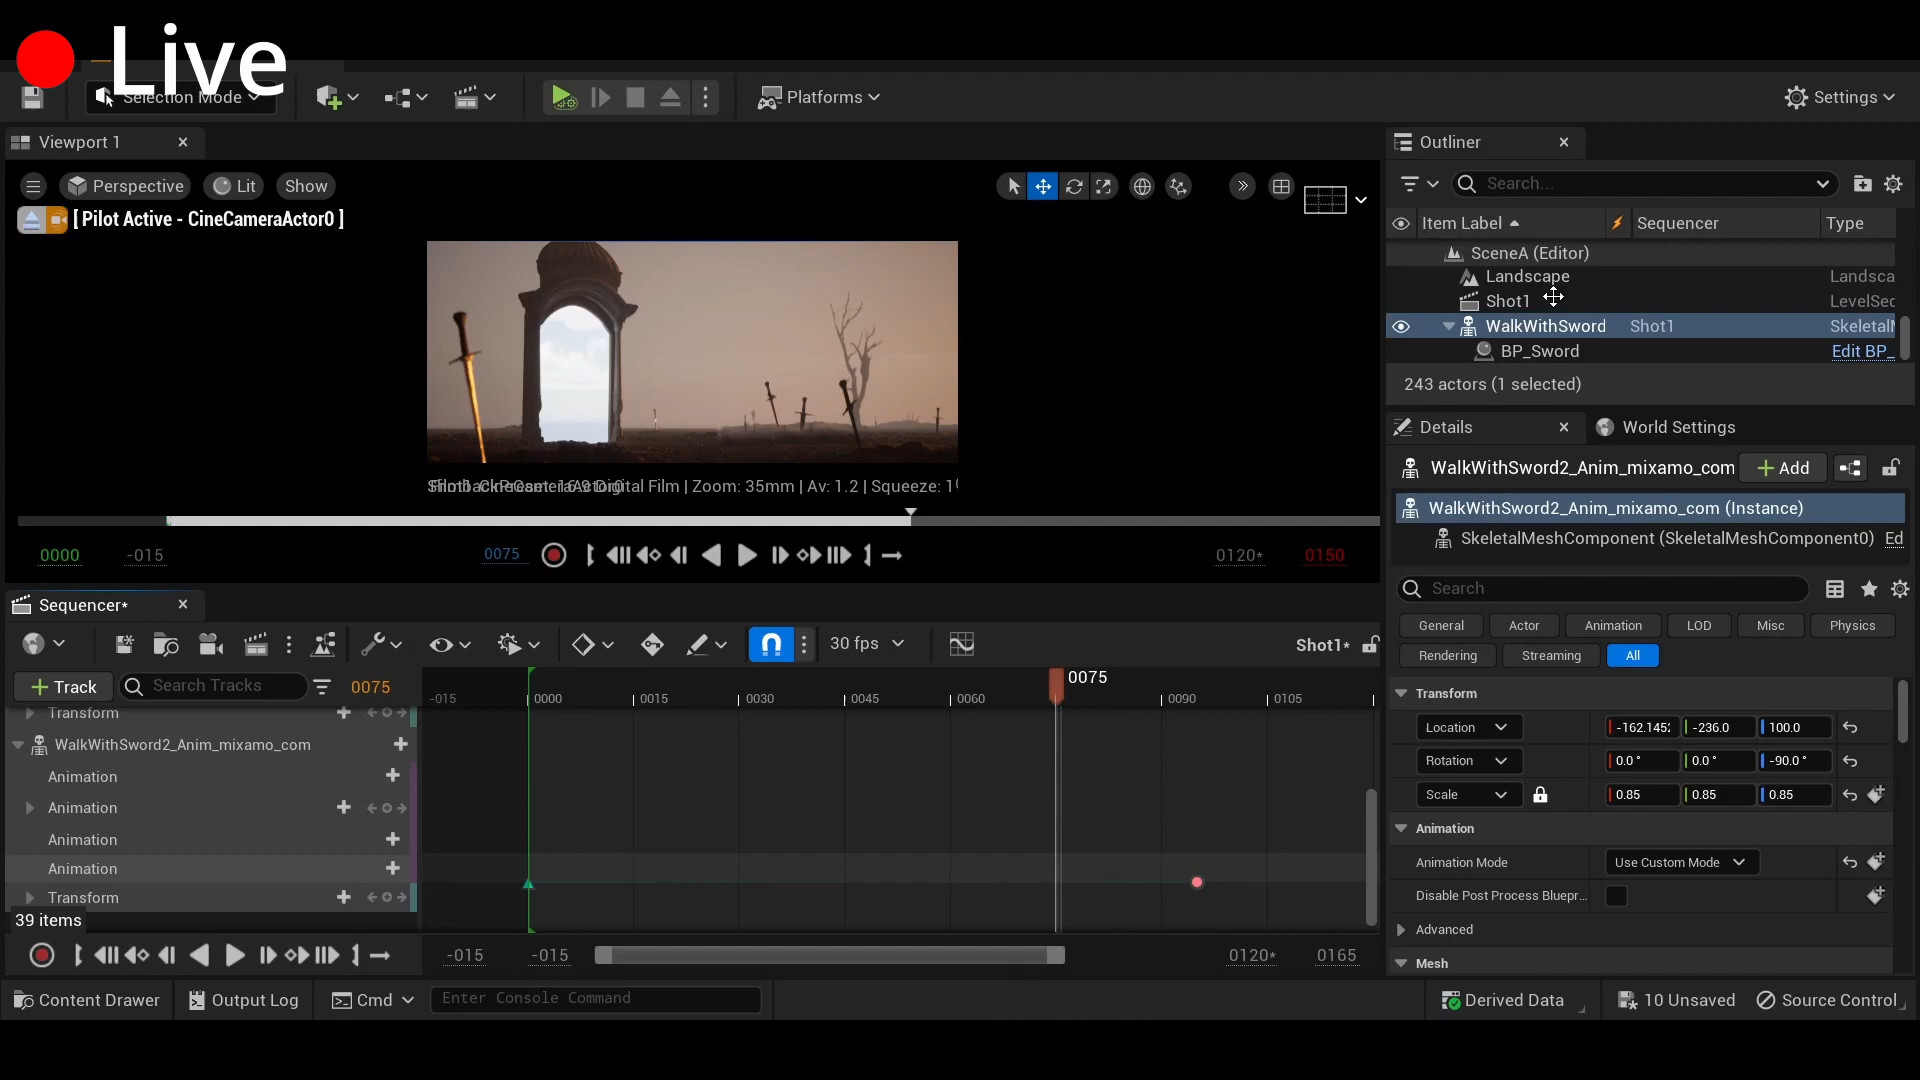 Live
Selection Mode
Platforms
Settings
Viewport 1
Perspective
Lit
Show
[ Pilot Active - CineCameraActor0 ]
Digital Film | Zoom: 35mm | Av: 1.2 | Squeeze: 1
0000
-015
0075
0120*
0150
Sequencer*
30 fps
Shot1*
Track
Search Tracks
0075
-015
0000
0015
0030
0045
0060
0075
0090
0105
Transform
WalkWithSword2_Anim_mixamo_com
Animation
Animation
Animation
Animation
Transform
39 items
-015
-015
0120*
0165
Content Drawer
Output Log
Cmd
Enter Console Command
Derived Data
10 Unsaved
Source Control
Outliner
Search...
Item Label
Sequencer
Type
SceneA (Editor)
Landscape
Landsca
Shot1
LevelSec
WalkWithSword
Shot1
Skeletal
BP_Sword
Edit BP_
243 actors (1 selected)
Details
World Settings
WalkWithSword2_Anim_mixamo_com
Add
WalkWithSword2_Anim_mixamo_com (Instance)
SkeletalMeshComponent (SkeletalMeshComponent0)
Ed
Search
General
Actor
Animation
LOD
Misc
Physics
Rendering
Streaming
All
Transform
Location
-162.145
-236.0
100.0
Rotation
0.0 °
0.0 °
-90.0 °
Scale
0.85
0.85
0.85
Animation
Animation Mode
Use Custom Mode
Disable Post Process Bluepr...
Advanced
Mesh